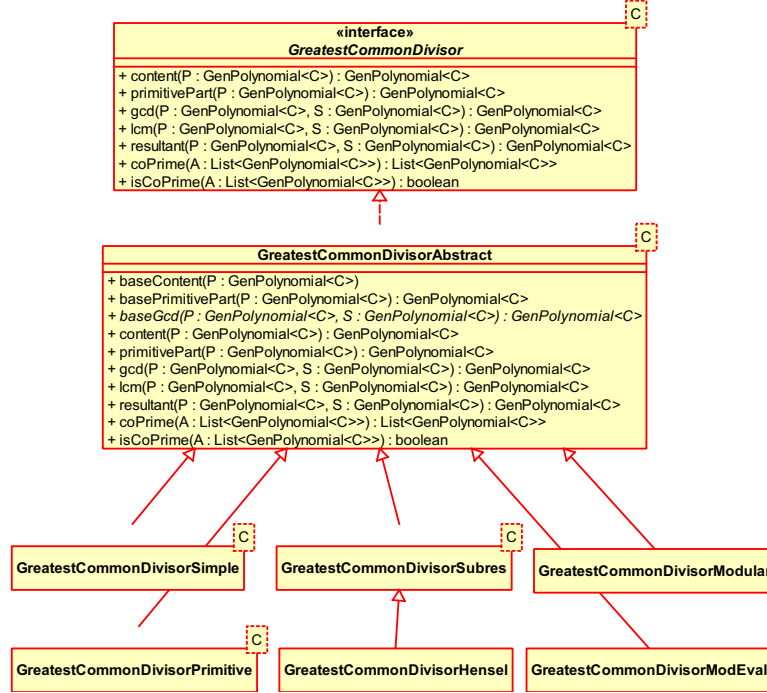 C
«interface»
GreatestCommonDivisor
+ content(P : GenPolynomial<C>) : GenPolynomial<C>
+ primitivePart(P : GenPolynomial<C>) : GenPolynomial<C>
+ gcd(P : GenPolynomial<C>, S : GenPolynomial<C>) : GenPolynomial<C>
+ lcm(P : GenPolynomial<C>, S : GenPolynomial<C>) : GenPolynomial<C>
+ resultant(P : GenPolynomial<C>, S : GenPolynomial<C>) : GenPolynomial<C>
+ coPrime(A : List<GenPolynomial<C>>) : List<GenPolynomial<C>>
+ isCoPrime(A : List<GenPolynomial<C>>) : boolean
C
GreatestCommonDivisorAbstract
+ baseContent(P : GenPolynomial<C>)
+ basePrimitivePart(P : GenPolynomial<C>) : GenPolynomial<C>
+ baseGcd(P : GenPolynomial<C>, S : GenPolynomial<C>) : GenPolynomial<C>
+ content(P : GenPolynomial<C>) : GenPolynomial<C>
+ primitivePart(P : GenPolynomial<C>) : GenPolynomial<C>
+ gcd(P : GenPolynomial<C>, S : GenPolynomial<C>) : GenPolynomial<C>
+ lcm(P : GenPolynomial<C>, S : GenPolynomial<C>) : GenPolynomial<C>
+ resultant(P : GenPolynomial<C>, S : GenPolynomial<C>) : GenPolynomial<C>
+ coPrime(A : List<GenPolynomial<C>>) : List<GenPolynomial<C>>
+ isCoPrime(A : List<GenPolynomial<C>>) : boolean
C
GreatestCommonDivisorSimple
C
GreatestCommonDivisorSubres
GreatestCommonDivisorModular
C
GreatestCommonDivisorPrimitive
GreatestCommonDivisorHensel
GreatestCommonDivisorModEval